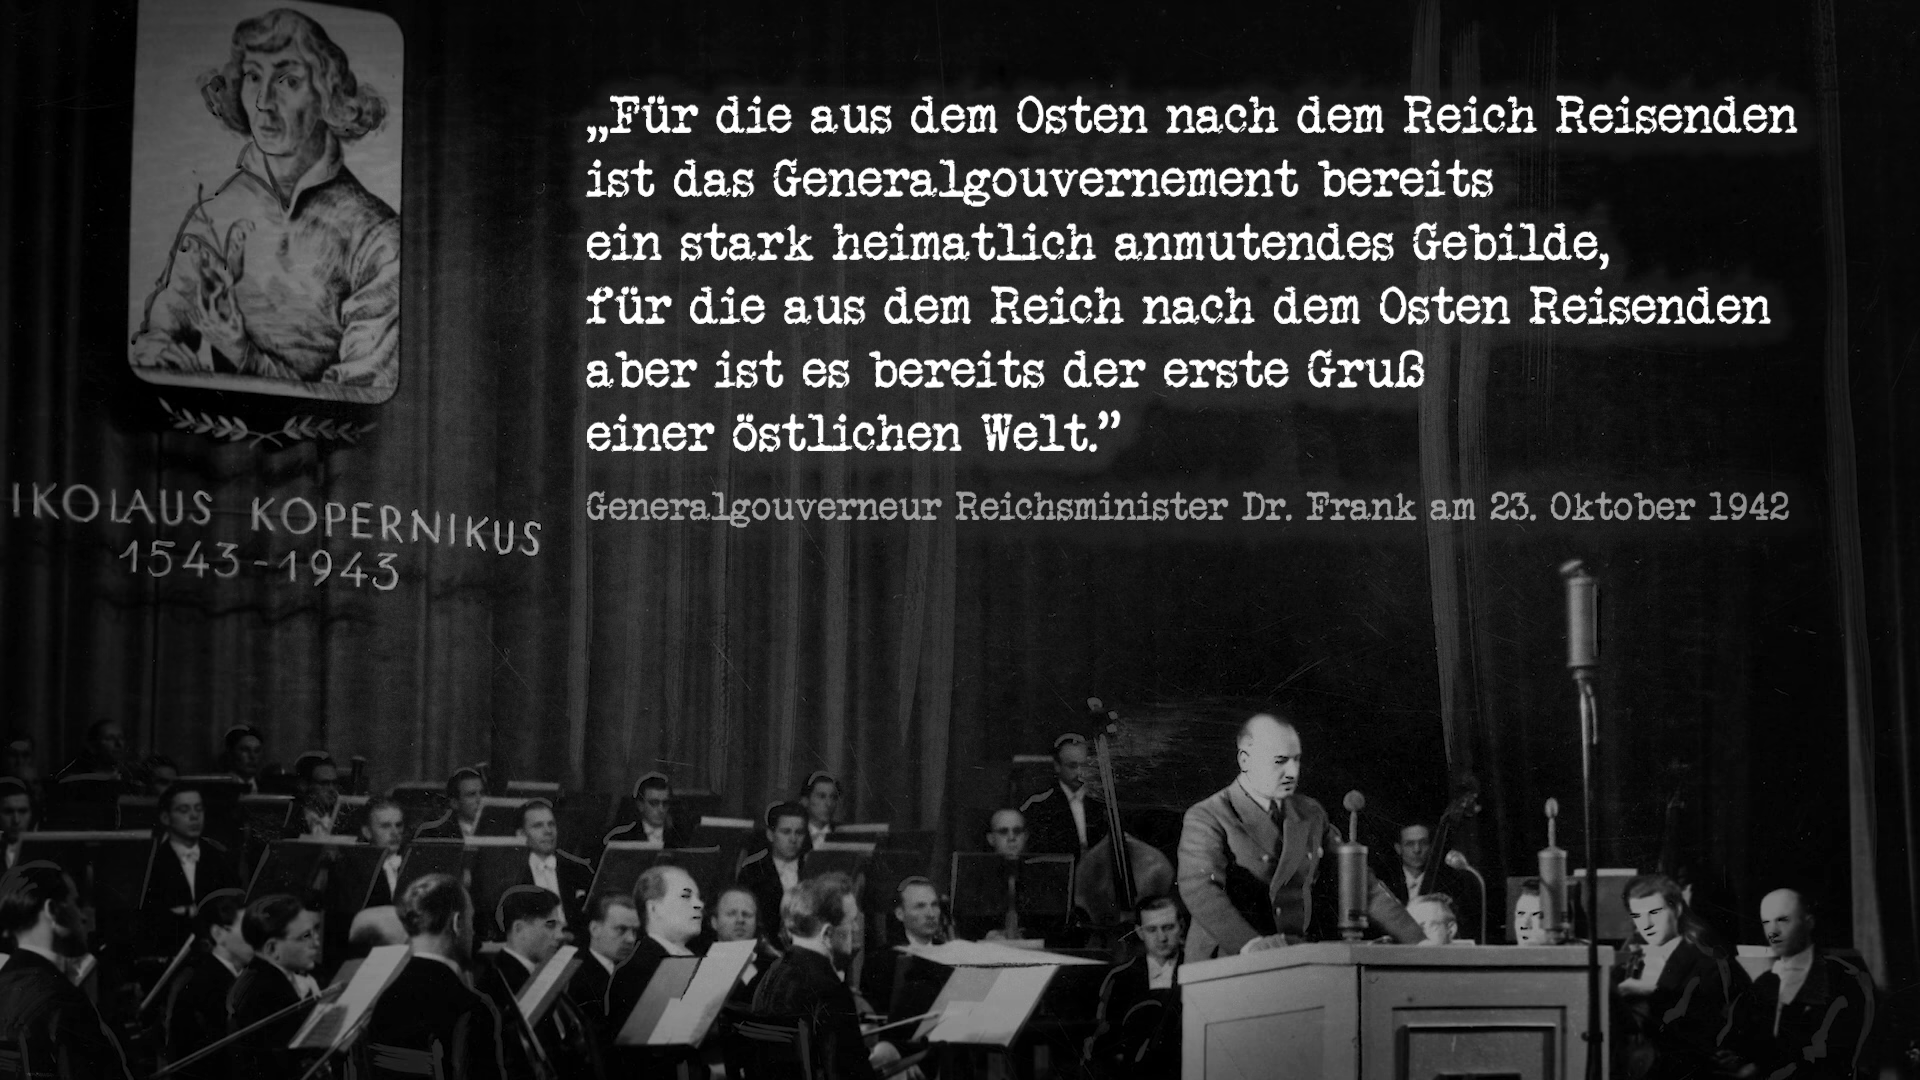 „Für die aus dem Osten nach dem Reich Reisenden
ist das Generalgouvernement bereits
ein stark heimatlich anmutendes Gebilde,
für die aus dem Reich nach dem Osten Reisenden
aber ist es bereits der erste Gruß
einer östlichen Welt.”
Generalgouverneur Reichsminister Dr. Frank am 23. Oktober 1942
IKOLAUS KOPERNIKUS
1543-1943